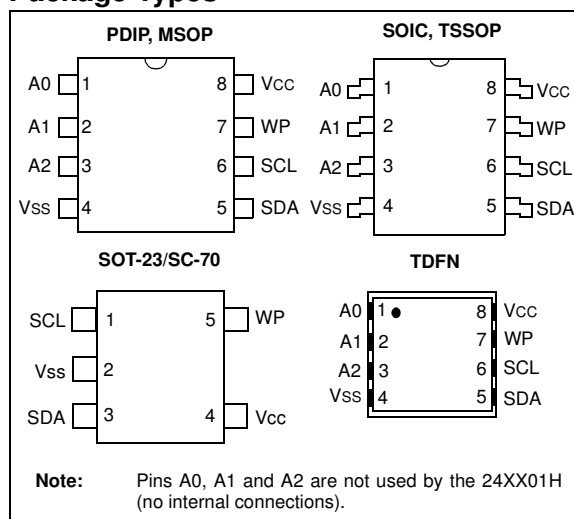 Package Types
PDIP, MSOP
A0 1 8 VCC
A1 2 7 WP
A2 3 6 SCL
VSS 4 5 SDA
SOIC, TSSOP
A0 1 8 VCC
A1 2 7 WP
A2 3 6 SCL
VSS 4 5 SDA
SOT-23/SC-70
SCL 1 5 WP
Vss 2
SDA 3 4 Vcc
TDFN
A0 1 8 VCC
A1 2 7 WP
A2 3 6 SCL
VSS 4 5 SDA
Note: Pins A0, A1 and A2 are not used by the 24XX01H
(no internal connections).